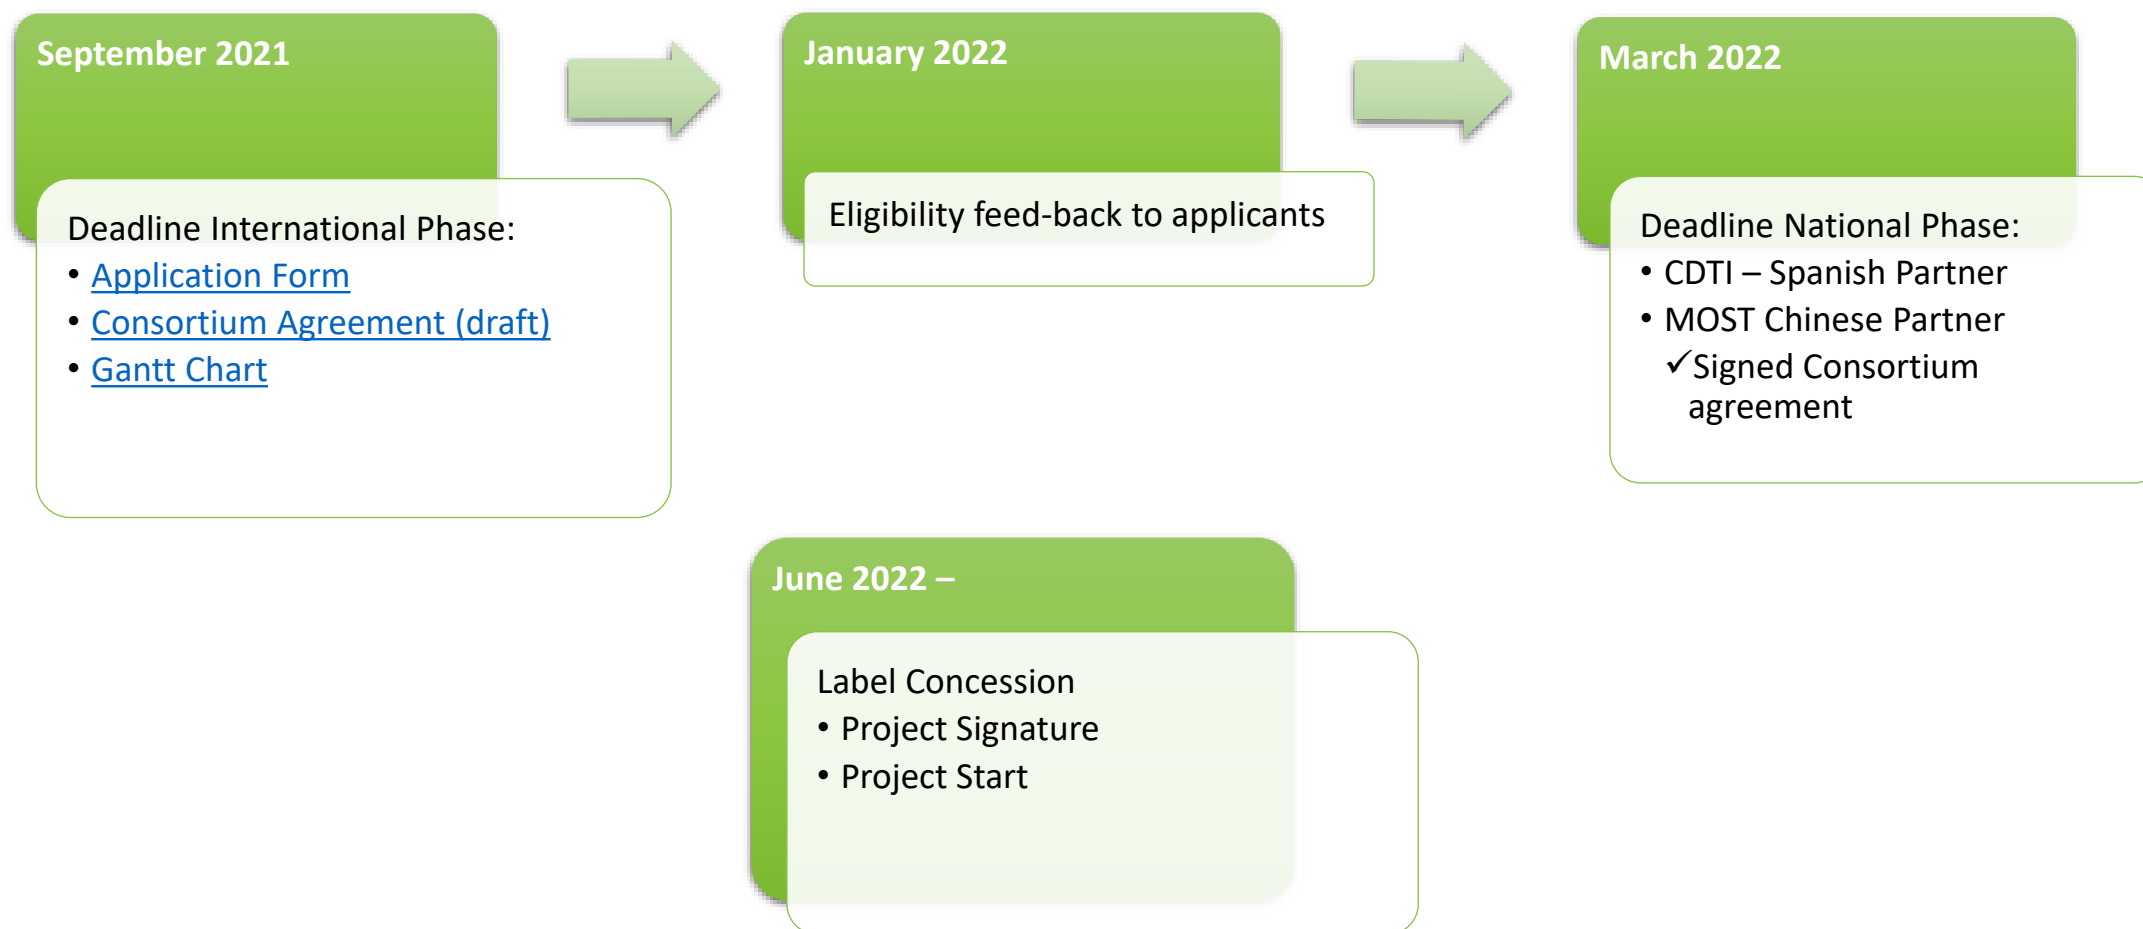 September 2021
Deadline International Phase:
• Application Form
• Consortium Agreement (draft)
• Gantt Chart
January 2022
Eligibility feed-back to applicants
March 2022
Deadline National Phase:
• CDTI – Spanish Partner
• MOST Chinese Partner
✓Signed Consortium
agreement
June 2022 –
Label Concession
• Project Signature
• Project Start